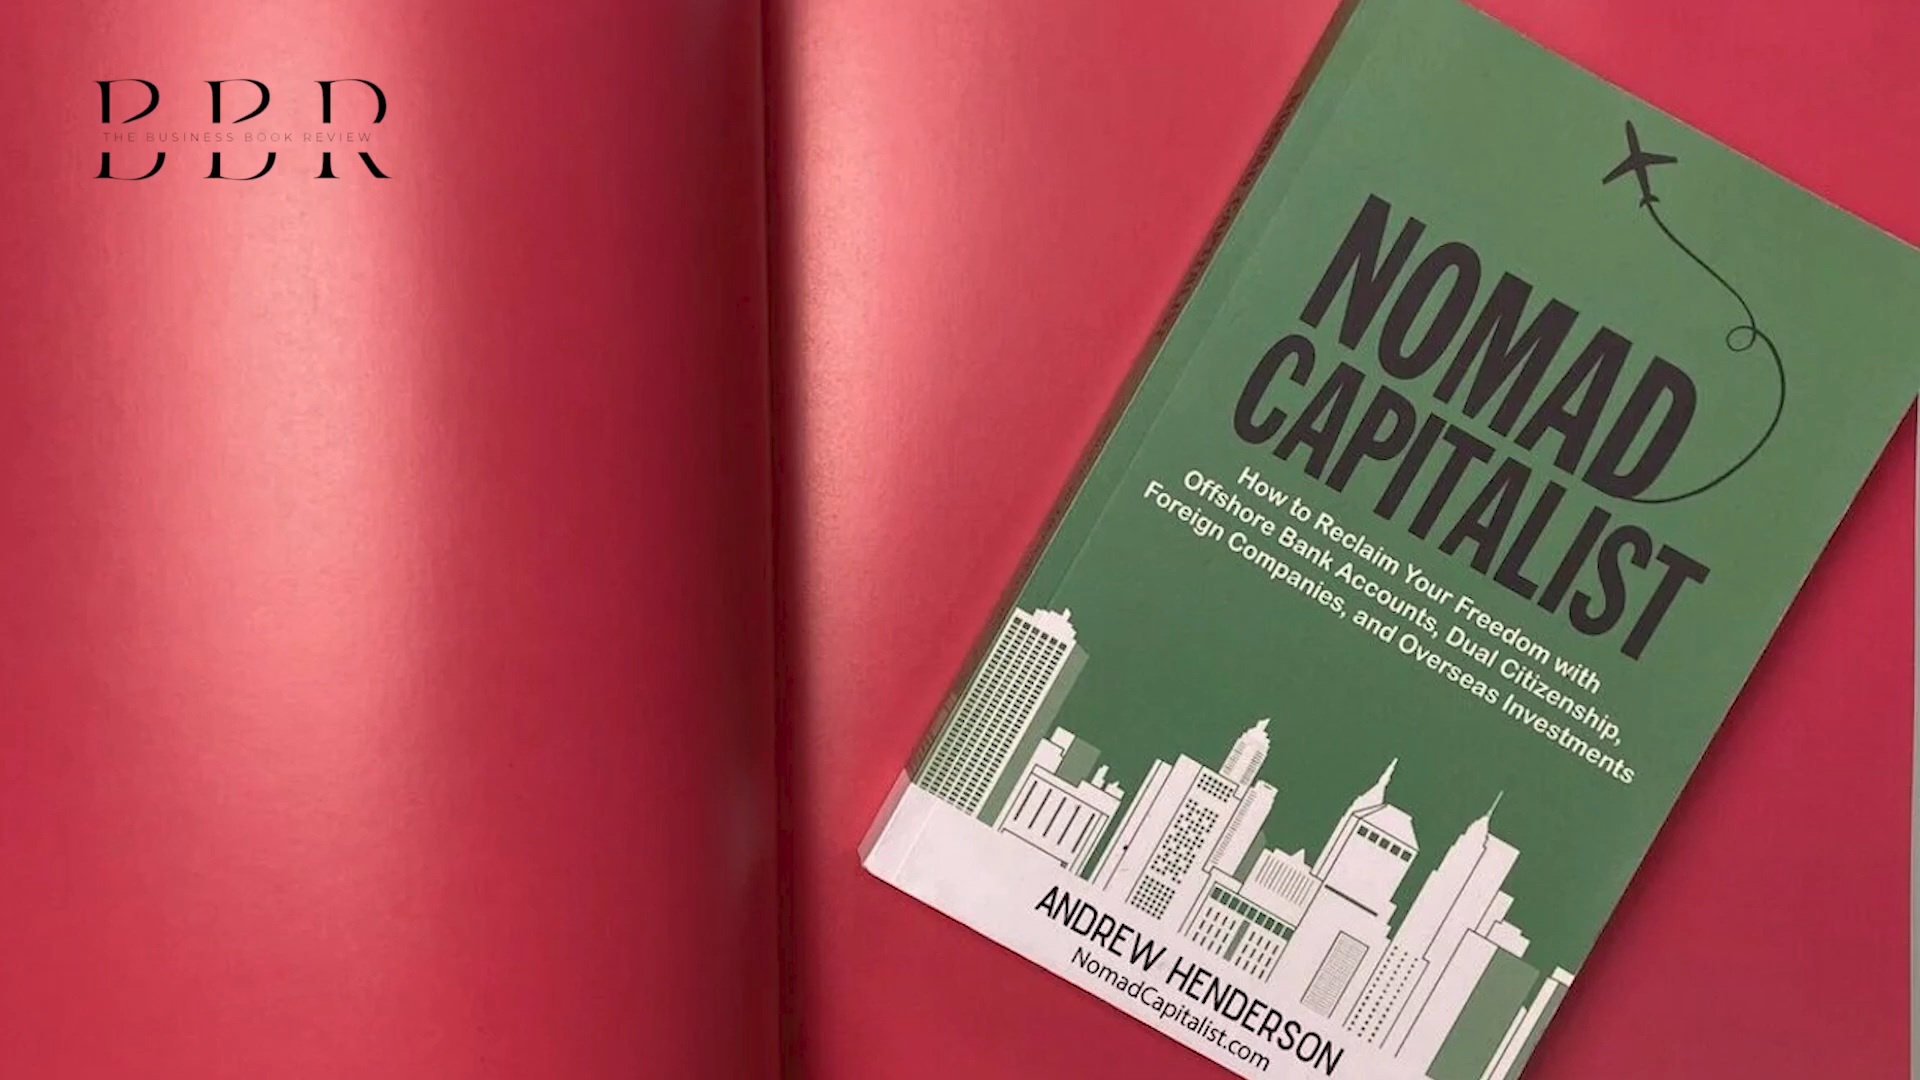 BBR
THE BUSINESS BOOK REVIEW
NOMAD
CAPITALIST
How to Reclaim Your Freedom with
Offshore Bank Accounts, Dual Citizenship,
Foreign Companies, and Overseas Investments
ANDREW HENDERSON
NomadCapitalist.com